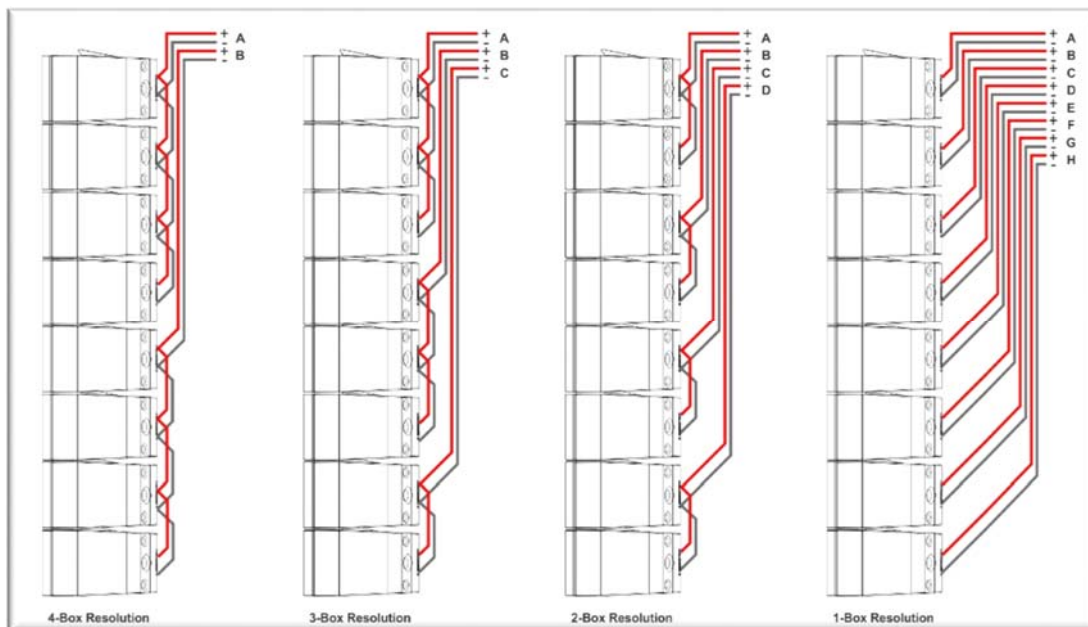 + A
-
+ B
-
+ A
-
+ B
-
+ C
-
+ A
-
+ B
-
+ C
-
+ D
-
+ A
-
+ B
-
+ C
-
+ D
-
+ E
-
+ F
-
+ G
-
+ H
-
4-Box Resolution
3-Box Resolution
2-Box Resolution
1-Box Resolution